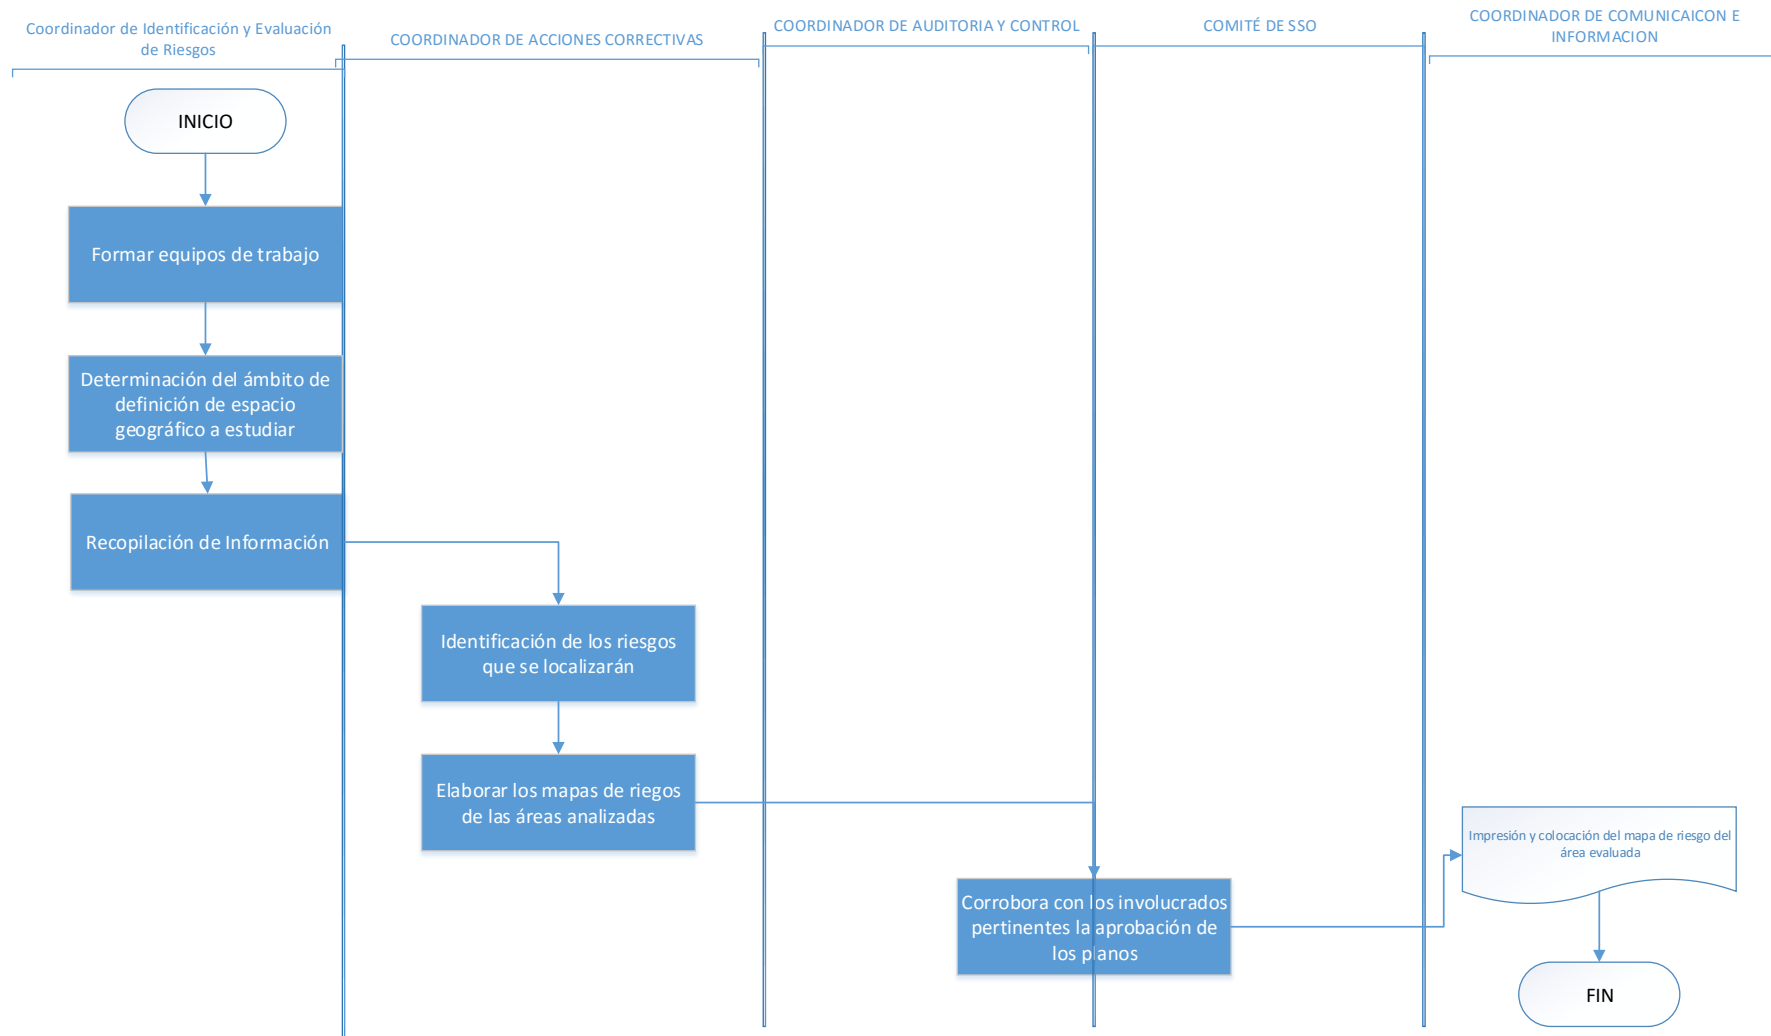 Coordinador de Identificación y Evaluación
de Riesgos
COORDINADOR DE ACCIONES CORRECTIVAS
COORDINADOR DE AUDITORIA Y CONTROL
COMITÉ DE SSO
COORDINADOR DE COMUNICAICON E
INFORMACION
INICIO
Formar equipos de trabajo
Determinación del ámbito de
definición de espacio
geográfico a estudiar
Recopilación de Información
Identificación de los riesgos
que se localizarán
Elaborar los mapas de riegos
de las áreas analizadas
Corrobora con los involucrados
pertinentes la aprobación de
los planos
Impresión y colocación del mapa de riesgo del
área evaluada
FIN